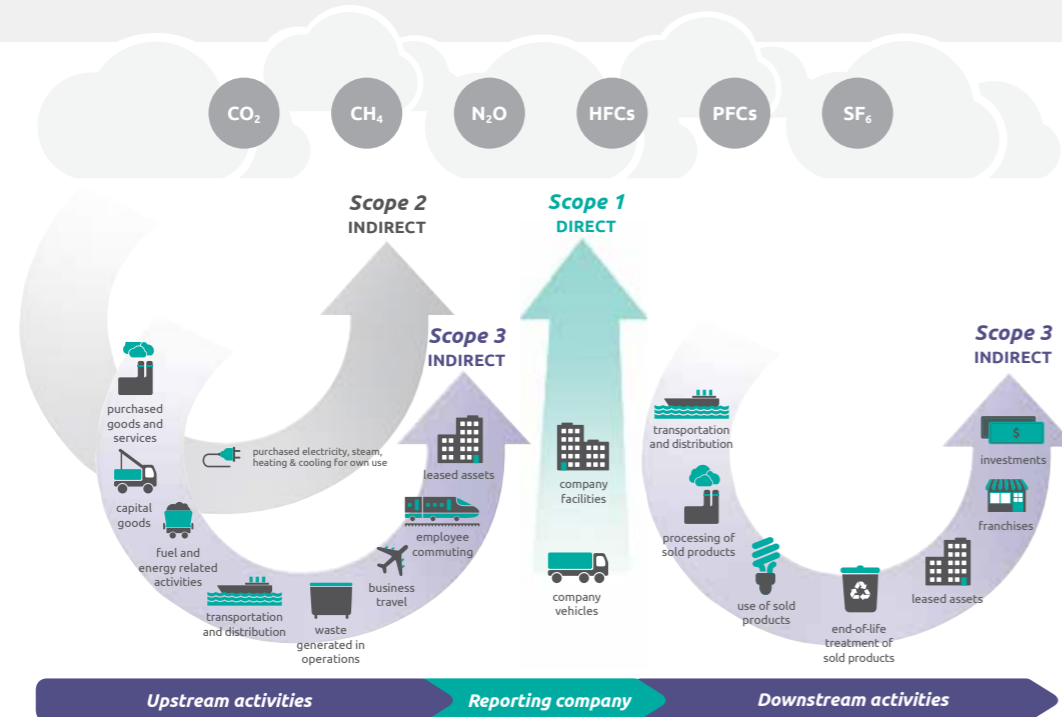 CO₂
CH₄
N₂O
HFCs
PFCs
SF₆
Scope 2
INDIRECT
Scope 1
DIRECT
Scope 3
INDIRECT
Scope 3
INDIRECT
purchased
goods and
services
purchased electricity, steam,
heating & cooling for own use
capital
goods
fuel and
energy related
activities
transportation
and distribution
waste
generated in
operations
business
travel
employee
commuting
leased assets
company
facilities
company
vehicles
transportation
and distribution
processing of
sold products
use of sold
products
end-of-life
treatment of
sold products
leased assets
franchises
$
investments
Upstream activities
Reporting company
Downstream activities